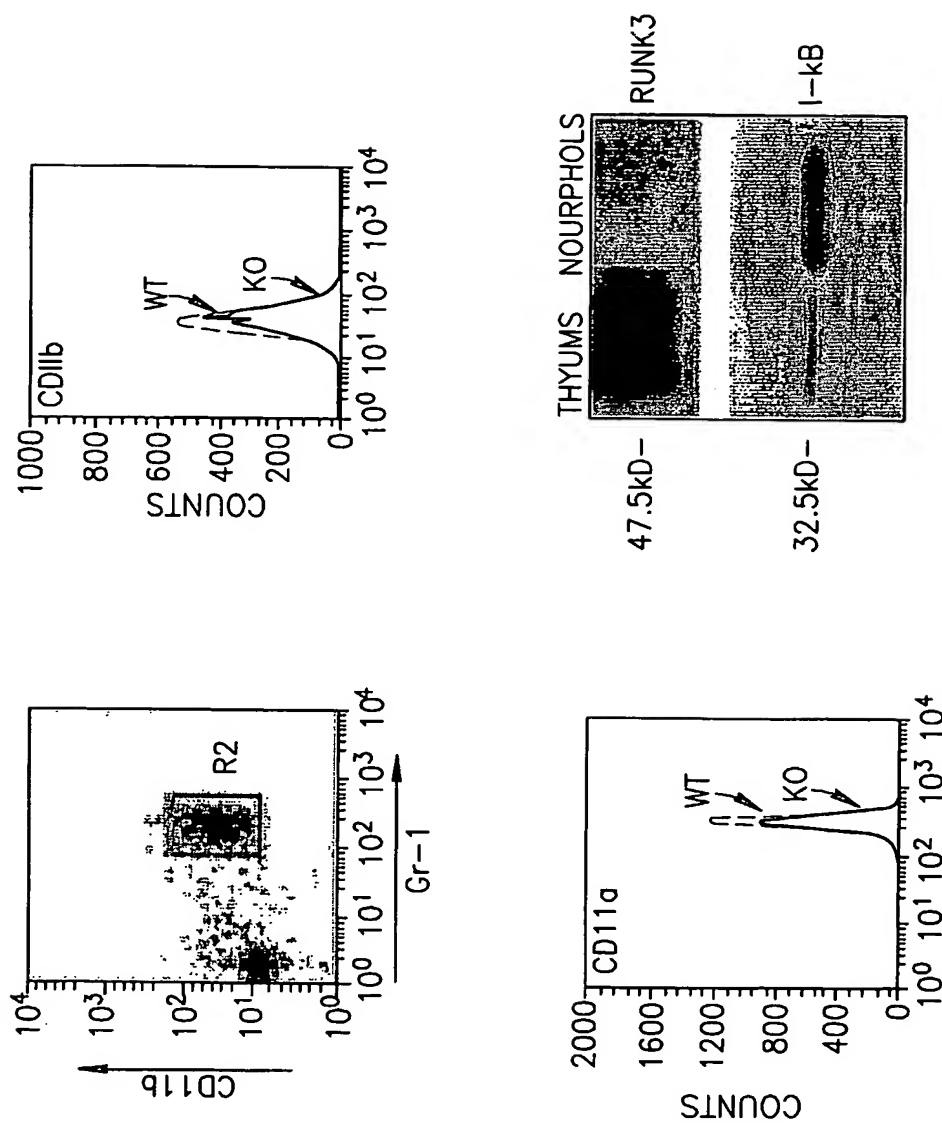 CD11b
10⁴
10³
10²
10¹
10⁰
R2
10⁰ 10¹ 10² 10³ 10⁴
Gr-1
COUNTS
1000
800
600
400
200
0
CDIIb
WT
KO
10⁰ 10¹ 10² 10³ 10⁴
COUNTS
2000
1600
1200
800
400
0
CD11a
WT
KO
10⁰ 10¹ 10² 10³ 10⁴
THYUMS NOURPHOLS
47.5kD- RUNK3
32.5kD- I-kB